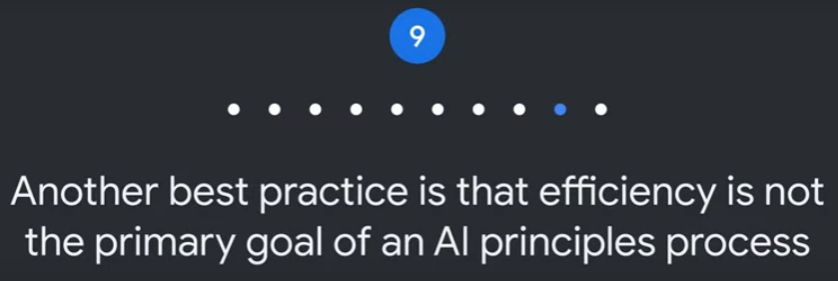 9
Another best practice is that efficiency is not
the primary goal of an AI principles process